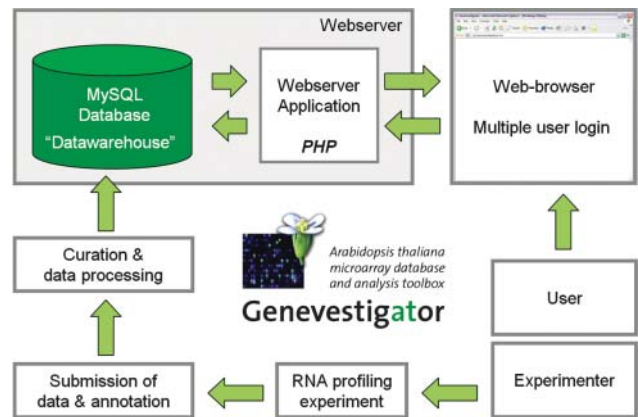 Webserver
MySQL
Database
"Datawarehouse"
Webserver
Application
PHP
Web-browser
Multiple user login
Curation &
data processing
Arabidopsis thaliana
microarray database
and analysis toolbox
Genevestigator
User
Submission of
data & annotation
RNA profiling
experiment
Experimenter